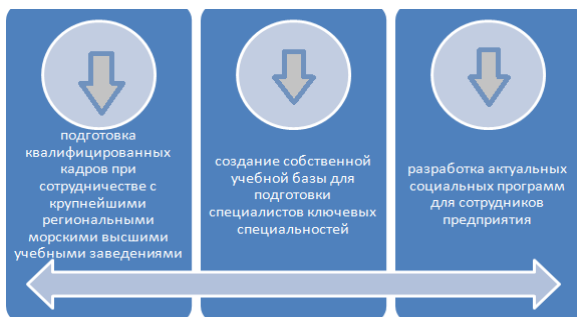 подготовка
квалифицированных
кадров при
сотрудничестве с
крупнейшими
региональными
морскими высшими
учебными заведениями
создание собственной
учебной базы для
подготовки
специалистов ключевых
специальностей
разработка актуальных
социальных программ
для сотрудников
предприятия